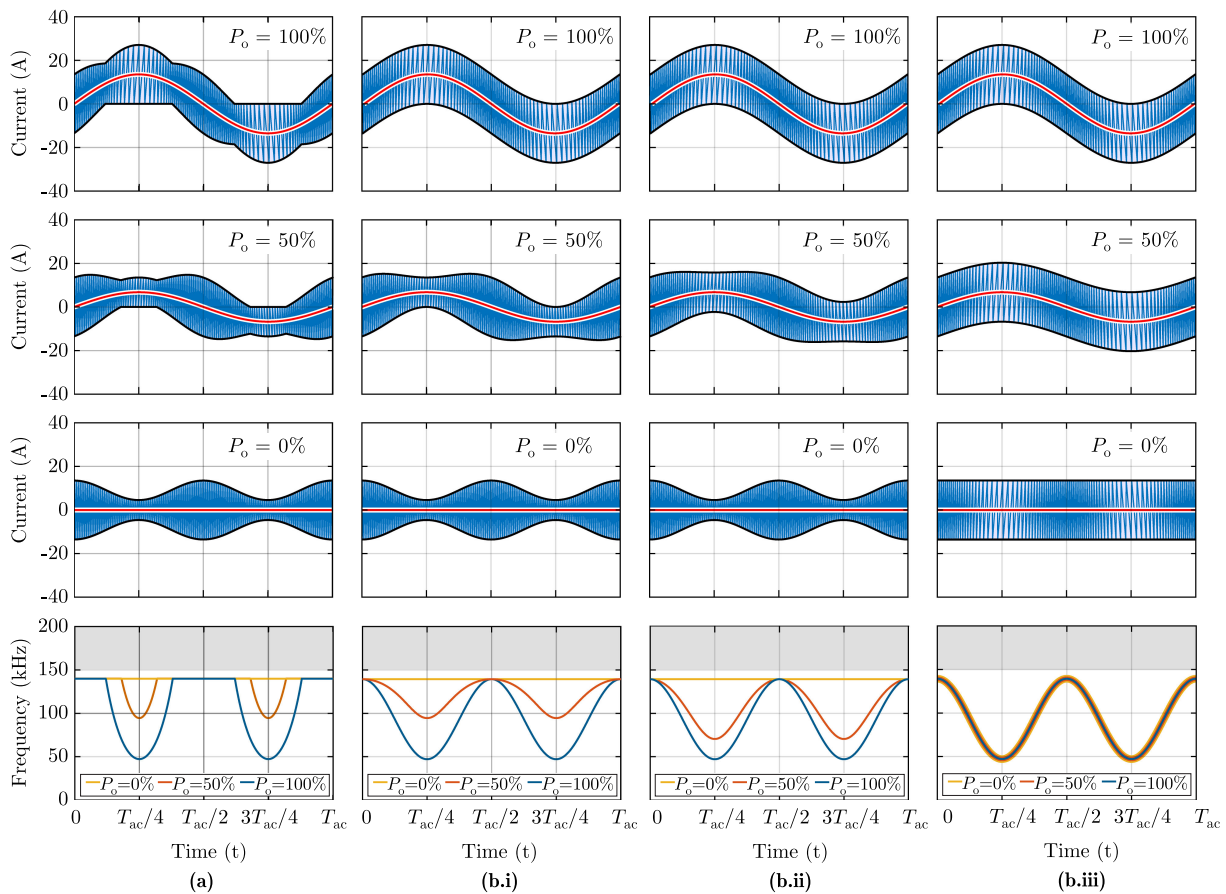 40
20
0
-20
-40
Current (A)
P_o = 100%
P_o = 100%
P_o = 100%
P_o = 100%
40
20
0
-20
-40
Current (A)
P_o = 50%
P_o = 50%
P_o = 50%
P_o = 50%
40
20
0
-20
-40
Current (A)
P_o = 0%
P_o = 0%
P_o = 0%
P_o = 0%
200
150
100
50
0
Frequency (kHz)
P_o=0% P_o=50% P_o=100%
P_o=0% P_o=50% P_o=100%
P_o=0% P_o=50% P_o=100%
P_o=0% P_o=50% P_o=100%
0 T_ac/4 T_ac/2 3T_ac/4 T_ac
0 T_ac/4 T_ac/2 3T_ac/4 T_ac
0 T_ac/4 T_ac/2 3T_ac/4 T_ac
0 T_ac/4 T_ac/2 3T_ac/4 T_ac
Time (t)
Time (t)
Time (t)
Time (t)
(a)
(b.i)
(b.ii)
(b.iii)